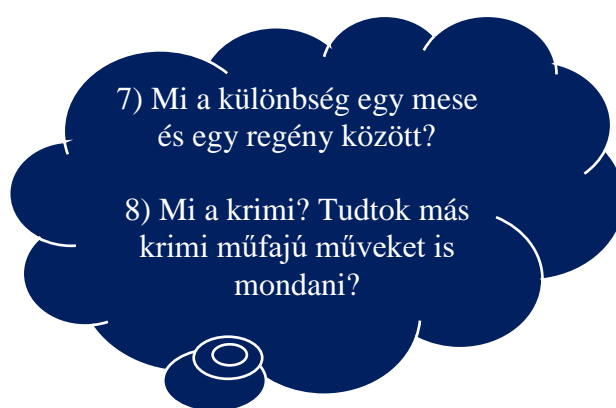 7) Mi a különbség egy mese
és egy regény között?
8) Mi a krimi? Tudtok más
krimi műfajú műveket is
mondani?